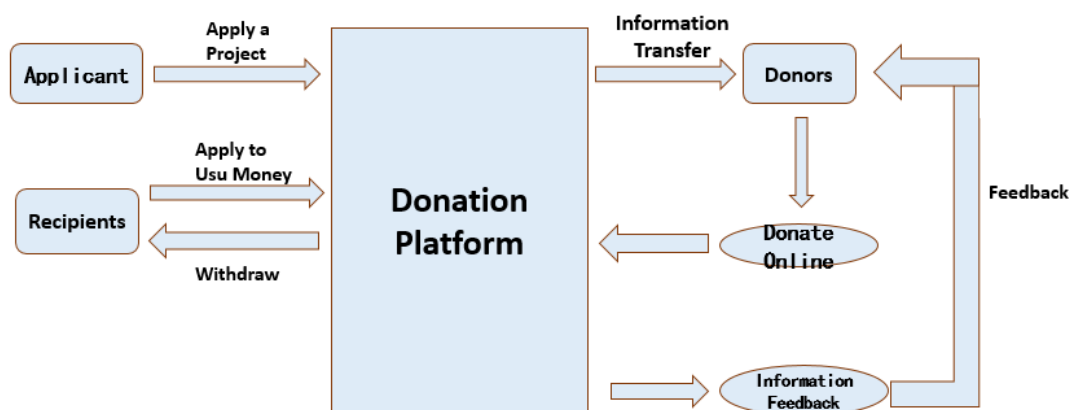 Apply a
Project
Applicant
Information
Transfer
Donors
Apply to
Usu Money
Recipients
Withdraw
Donation
Platform
Donate
Online
Feedback
Information
Feedback